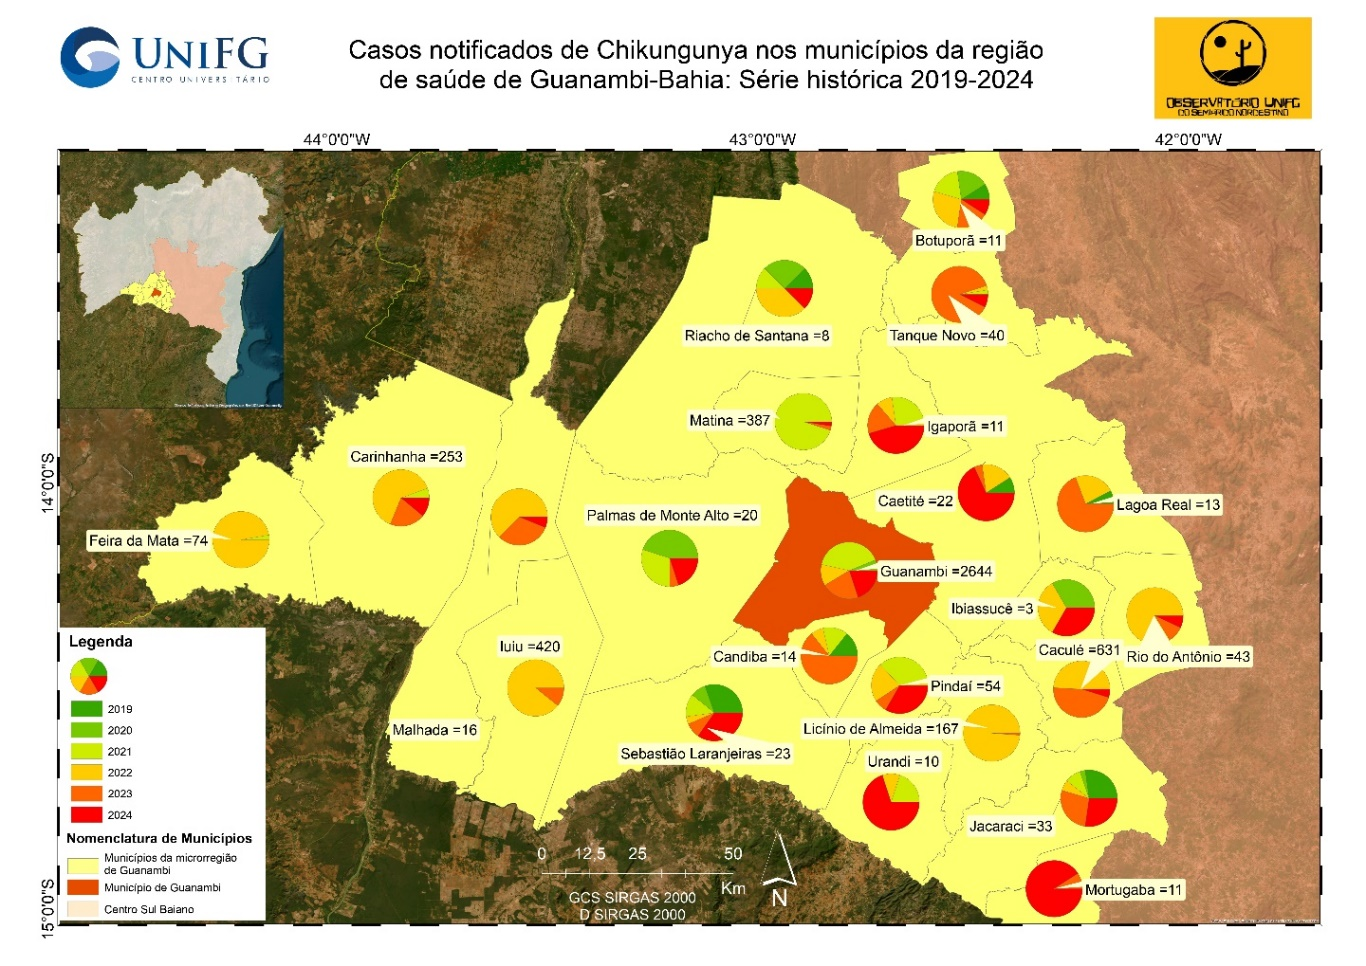 UNIFG
CENTRO UNIVERSITÁRIO
Casos notificados de Chikungunya nos municípios da região
de saúde de Guanambi-Bahia: Série histórica 2019-2024
OBSERVATÓRIO UNIFG
DO SEMIÁRIDO NORDESTINO
44°0'0"W
43°0'0"W
42°0'0"W
14°0'0"S
15°0'0"S
Botuporã =11
Riacho de Santana =8
Tanque Novo =40
Matina =387
Igaporã =11
Carinhanha =253
Caetité =22
Lagoa Real =13
Palmas de Monte Alto =20
Feira da Mata =74
Guanambi =2644
Ibiassucê =3
Iuiu =420
Candiba =14
Caculé =631
Rio do Antônio =43
Pindaí =54
Malhada =16
Licínio de Almeida =167
Sebastião Laranjeiras =23
Urandi =10
Jacaraci =33
Mortugaba =11
Legenda
2019
2020
2021
2022
2023
2024
Nomenclatura de Municípios
Municípios da microrregião
de Guanambi
Município de Guanambi
Centro Sul Baiano
0 12,5 25 50
Km
GCS SIRGAS 2000
D SIRGAS 2000
N